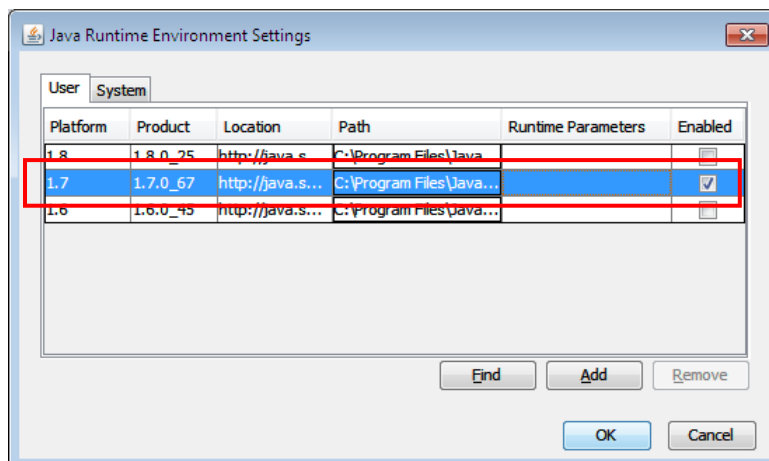 Java Runtime Environment Settings
User System
Platform Product Location Path Runtime Parameters Enabled
1.8 1.8.0_25 http://java.s... C:\Program Files\Java...
1.7 1.7.0_67 http://java.s... C:\Program Files\Java...
1.6 1.6.0_45 http://java.s... C:\Program Files\Java...
Find Add Remove
OK Cancel